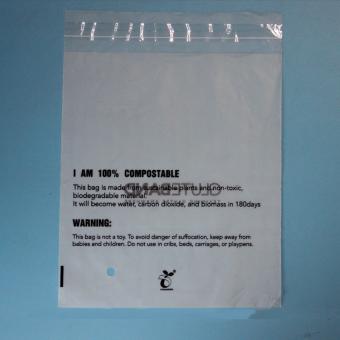 I AM 100% COMPOSTABLE
This bag is made from sustainable plants and non-toxic,
biodegradable material.
It will become water, carbon dioxide, and biomass in 180days
WARNING:
This bag is not a toy. To avoid danger of suffocation, keep away from
babies and children. Do not use in cribs, beds, carriages, or playpens.